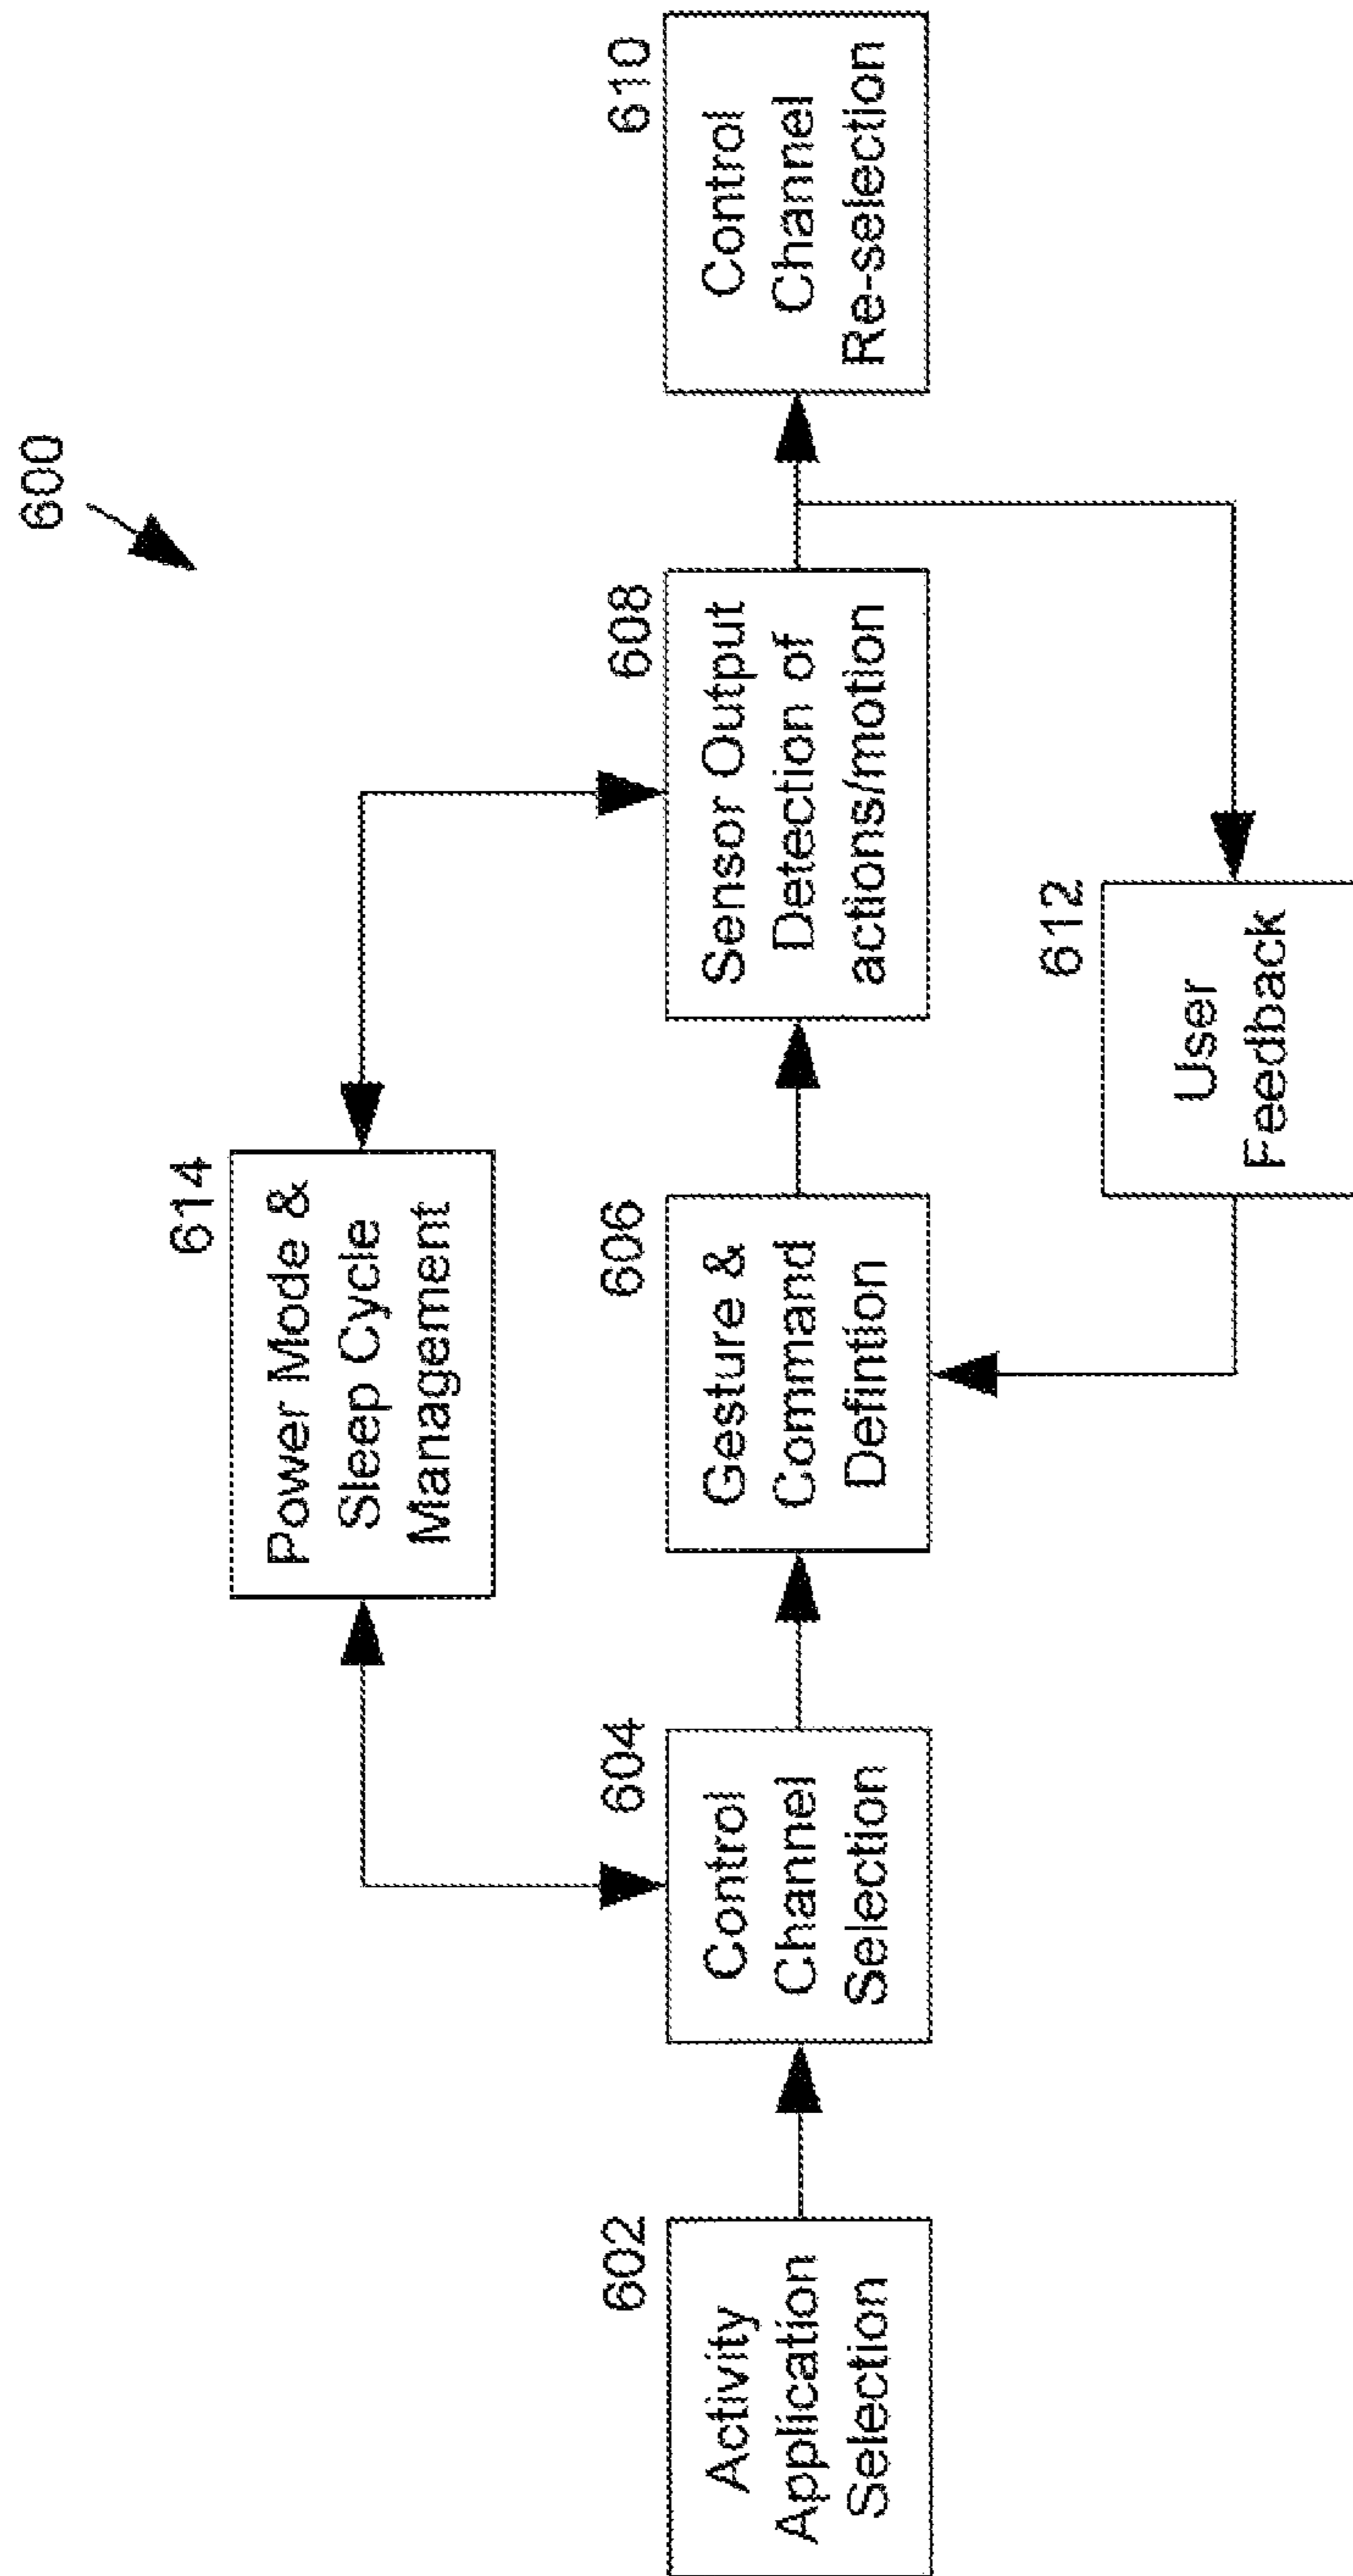 600
614
Power Mode &
Sleep Cycle
Management
602
Activity
Application
Selection
604
Control
Channel
Selection
606
Gesture &
Command
Defintion
608
Sensor Output
Detection of
actions/motion
610
Control
Channel
Re-selection
612
User
Feedback